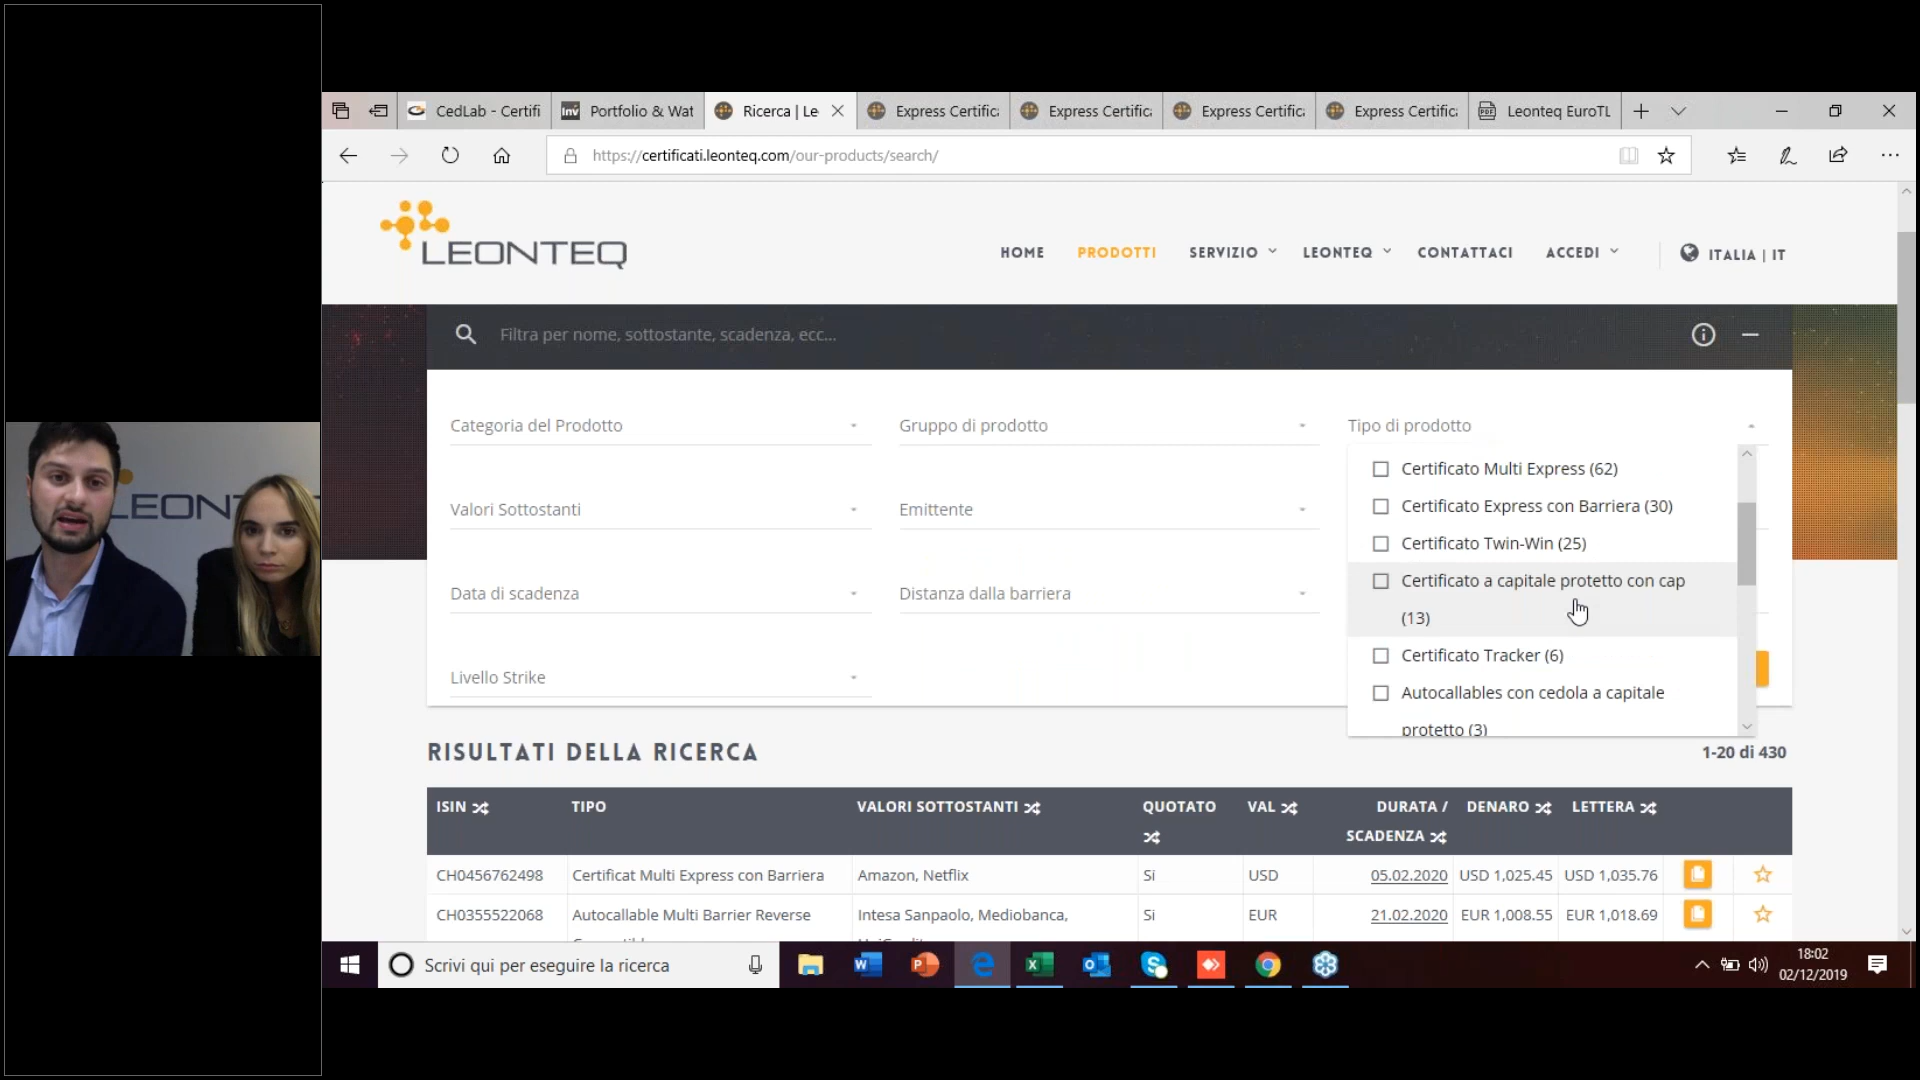 CedLab - Certifi
Portfolio & Wat
Ricerca | Le
Express Certific
Express Certific
Express Certific
Express Certific
Leonteq EuroTL
https://certificati.leonteq.com/our-products/search/
LEONTEQ
HOME
PRODOTTI
SERVIZIO
LEONTEQ
CONTATTACI
ACCEDI
ITALIA | IT
Filtra per nome, sottostante, scadenza, ecc...
Categoria del Prodotto
Gruppo di prodotto
Tipo di prodotto
Certificato Multi Express (62)
Valori Sottostanti
Emittente
Certificato Express con Barriera (30)
Certificato Twin-Win (25)
Data di scadenza
Distanza dalla barriera
Certificato a capitale protetto con cap
(13)
Certificato Tracker (6)
Livello Strike
Autocallables con cedola a capitale
protetto (3)
RISULTATI DELLA RICERCA
1-20 di 430
ISIN
TIPO
VALORI SOTTOSTANTI
QUOTATO
VAL
DURATA /
SCADENZA
DENARO
LETTERA
CH0456762498 Certificat Multi Express con Barriera Amazon, Netflix Sì USD 05.02.2020 USD 1,025.45 USD 1,035.76
CH0355522068 Autocallable Multi Barrier Reverse Intesa Sanpaolo, Mediobanca, Sì EUR 21.02.2020 EUR 1,008.55 EUR 1,018.69
Scrivi qui per eseguire la ricerca
18:02
02/12/2019
LEONTEQ